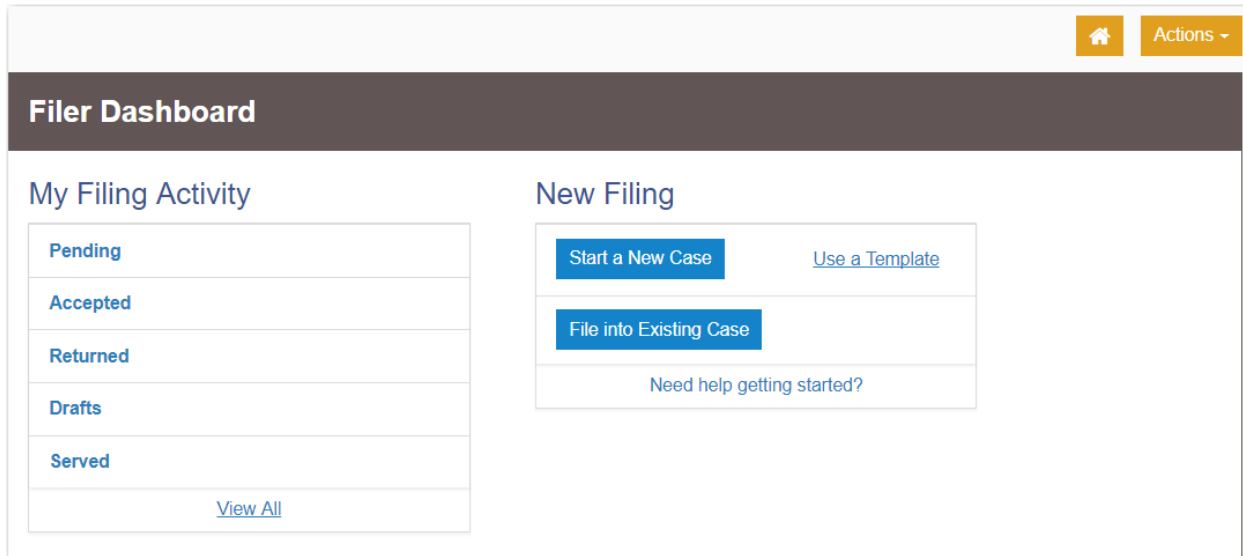 Actions
Filer Dashboard
My Filing Activity
Pending
Accepted
Returned
Drafts
Served
View All
New Filing
Start a New Case
Use a Template
File into Existing Case
Need help getting started?